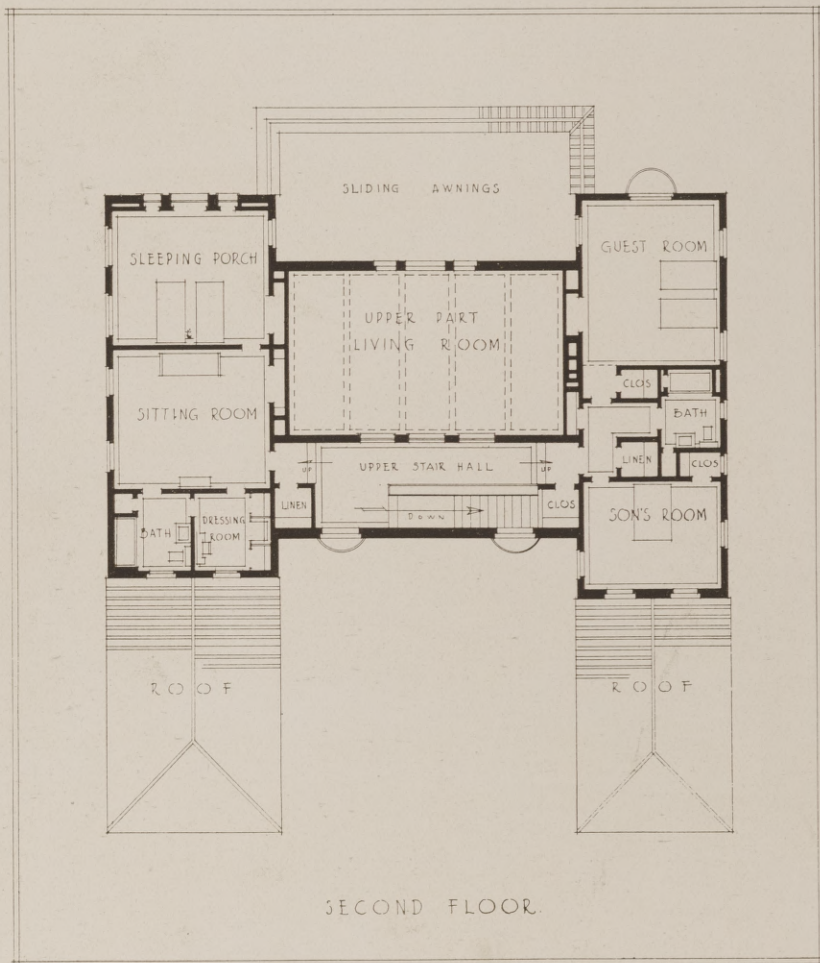 SLIDING AWNINGS
SLEEPING PORCH
GUEST ROOM
UPPER PART
LIVING ROOM
CLOS
SITTING ROOM
BATH
UP
UPPER STAIR HALL
UP
LINEN
CLOS
LINEN
DOWN
CLOS
SON'S ROOM
BATH
DRESSING
ROOM
ROOF
ROOF
SECOND FLOOR.